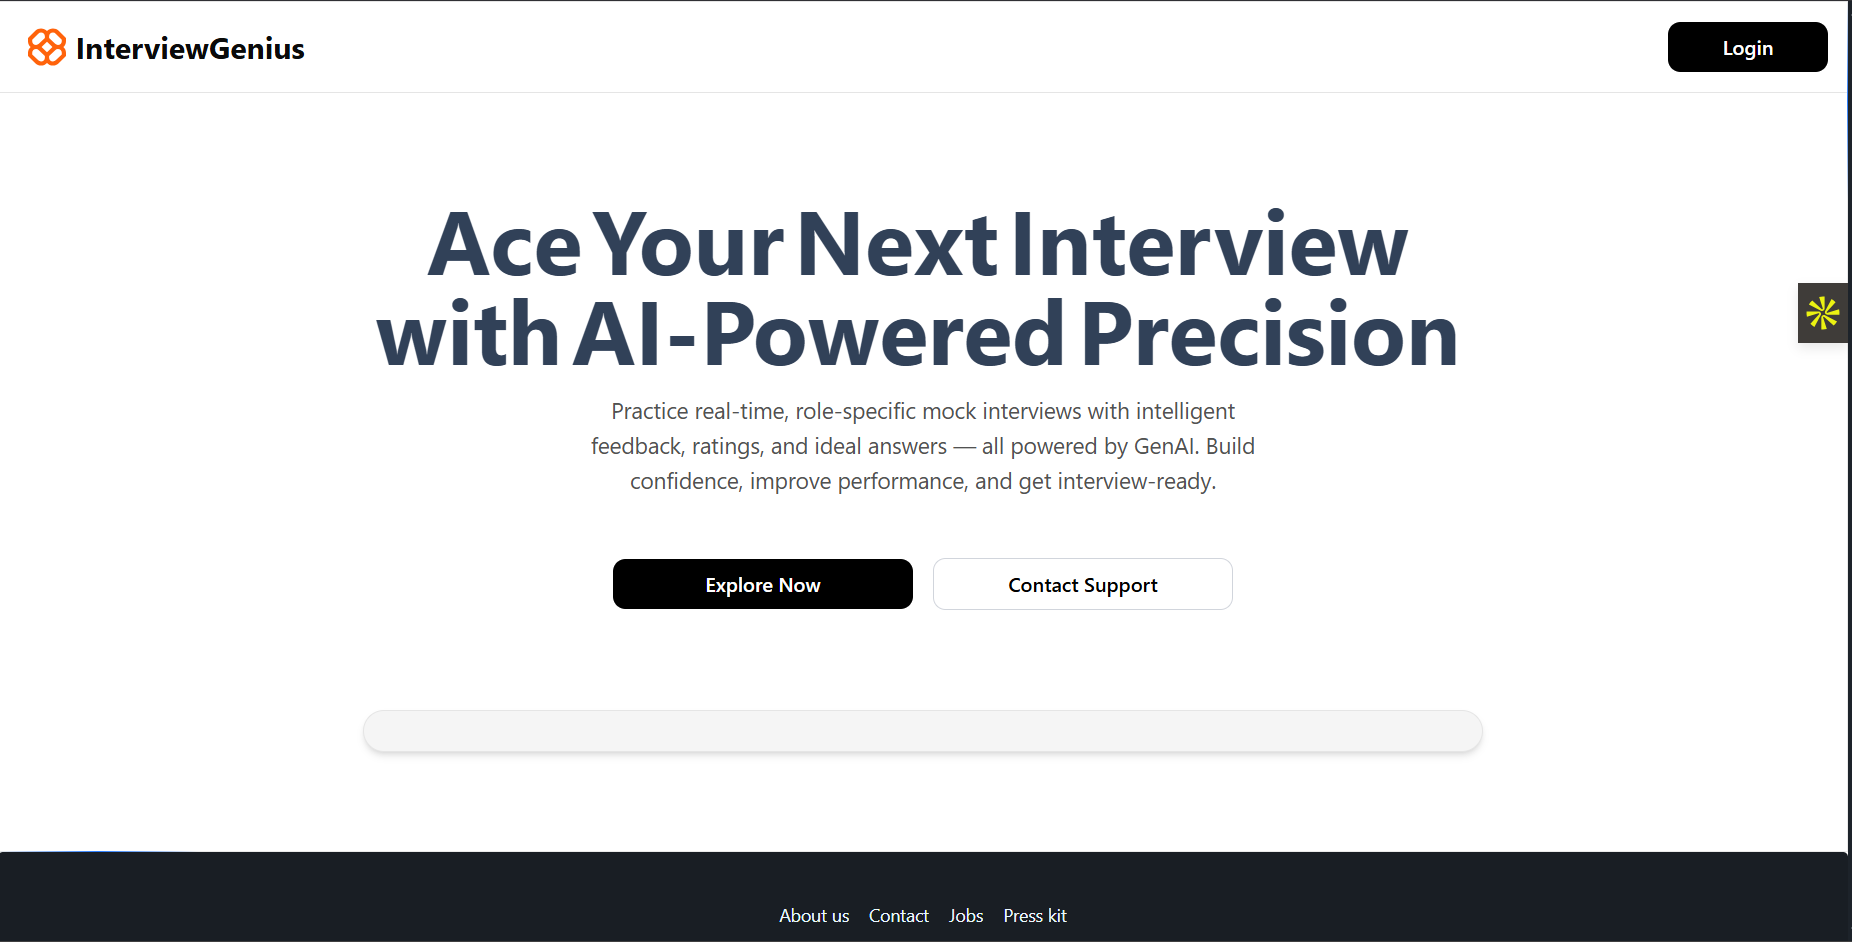 InterviewGenius
Login
Ace Your Next Interview
with AI-Powered Precision
Practice real-time, role-specific mock interviews with intelligent
feedback, ratings, and ideal answers — all powered by GenAI. Build
confidence, improve performance, and get interview-ready.
Explore Now
Contact Support
About us
Contact
Jobs
Press kit